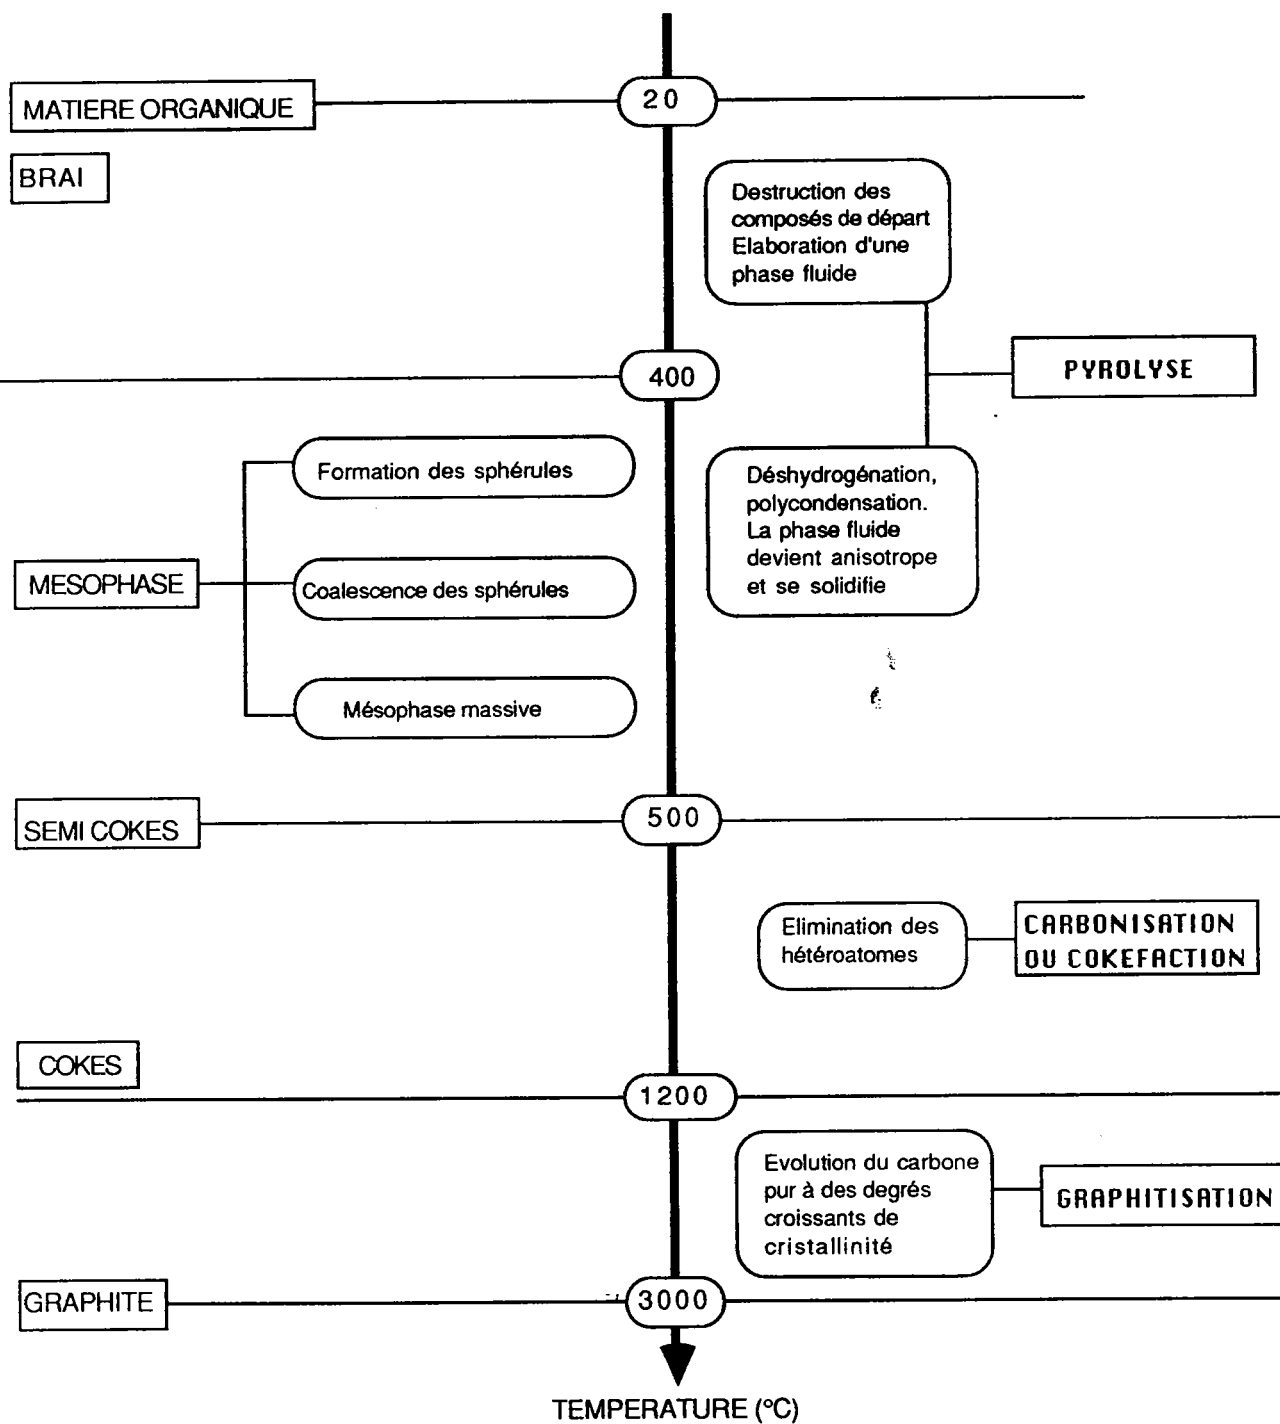 MATIERE ORGANIQUE
20
BRAI
Destruction des
composés de départ
Elaboration d'une
phase fluide
400
PYROLYSE
Formation des sphérules
Déshydrogénation,
polycondensation.
La phase fluide
devient anisotrope
et se solidifie
MESOPHASE
Coalescence des sphérules
Mésophase massive
SEMI COKES
500
Elimination des
hétéroatomes
CARBONISATION
OU COKEFACTION
COKES
1200
Evolution du carbone
pur à des degrés
croissants de
cristallinité
GRAPHITISATION
GRAPHITE
3000
TEMPERATURE (°C)